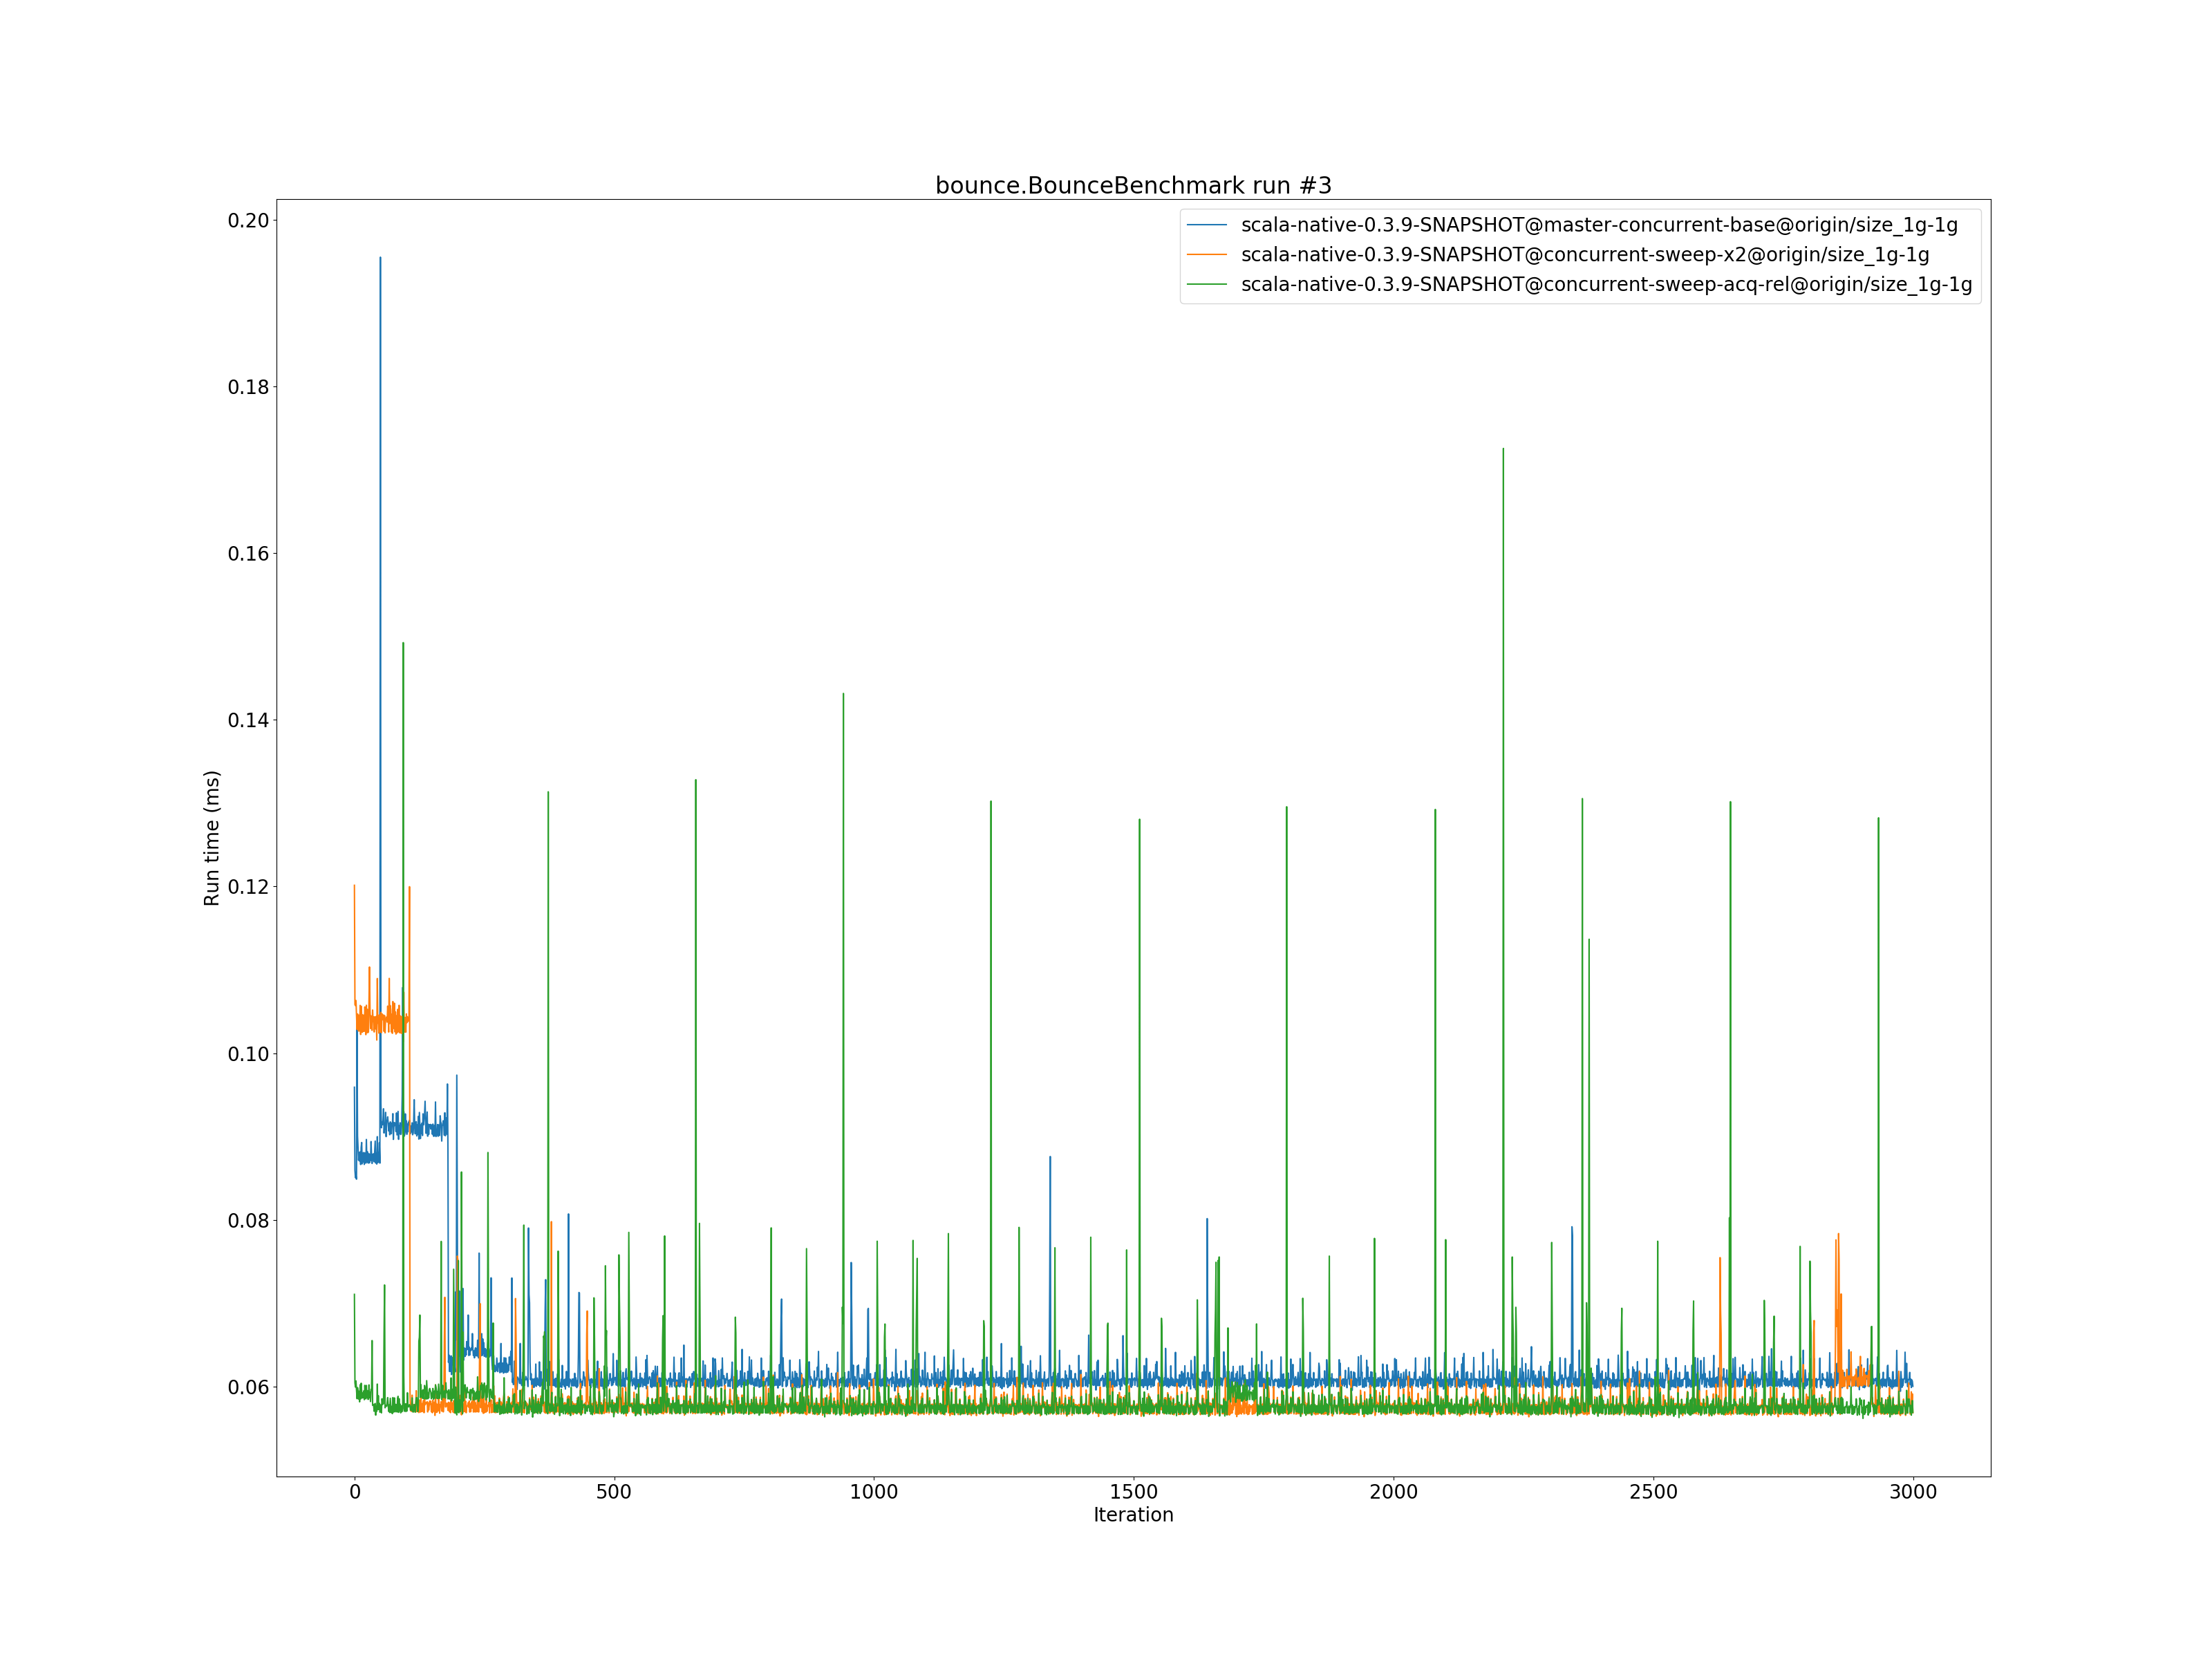 bounce.BounceBenchmark run #3
scala-native-0.3.9-SNAPSHOT@master-concurrent-base@origin/size_1g-1g
scala-native-0.3.9-SNAPSHOT@concurrent-sweep-x2@origin/size_1g-1g
scala-native-0.3.9-SNAPSHOT@concurrent-sweep-acq-rel@origin/size_1g-1g
Run time (ms)
0.20
0.18
0.16
0.14
0.12
0.10
0.08
0.06
0 500 1000 1500 2000 2500 3000
Iteration